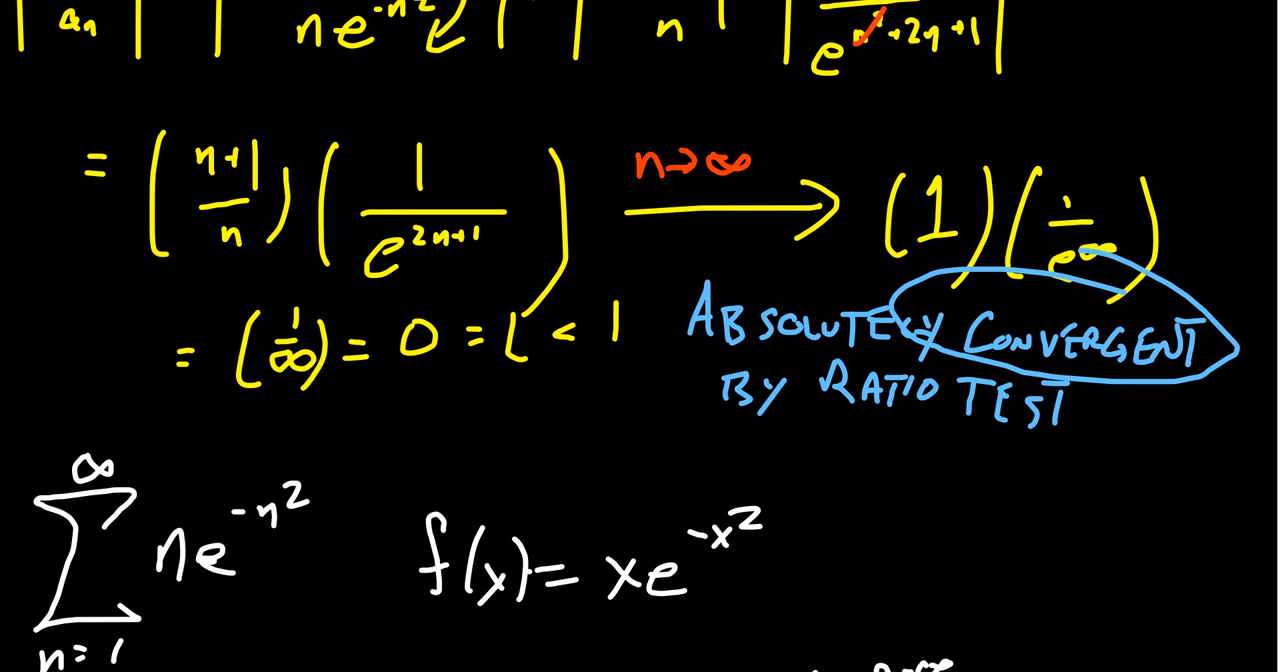 | aₙ | | ne^{-n²} | | n | | e^{n²+2n+1} |
= ( n+1 / n ) ( 1 / e^{2n+1} ) n→∞ ⟶ ( 1 ) ( 1 / e^∞ )
= ( 1 / ∞ ) = 0 = L < 1
ABSOLUTELY CONVERGENT
BY RATIO TEST
∞
Σ ne^{-n²} f(x) = xe^{-x²}
n=1